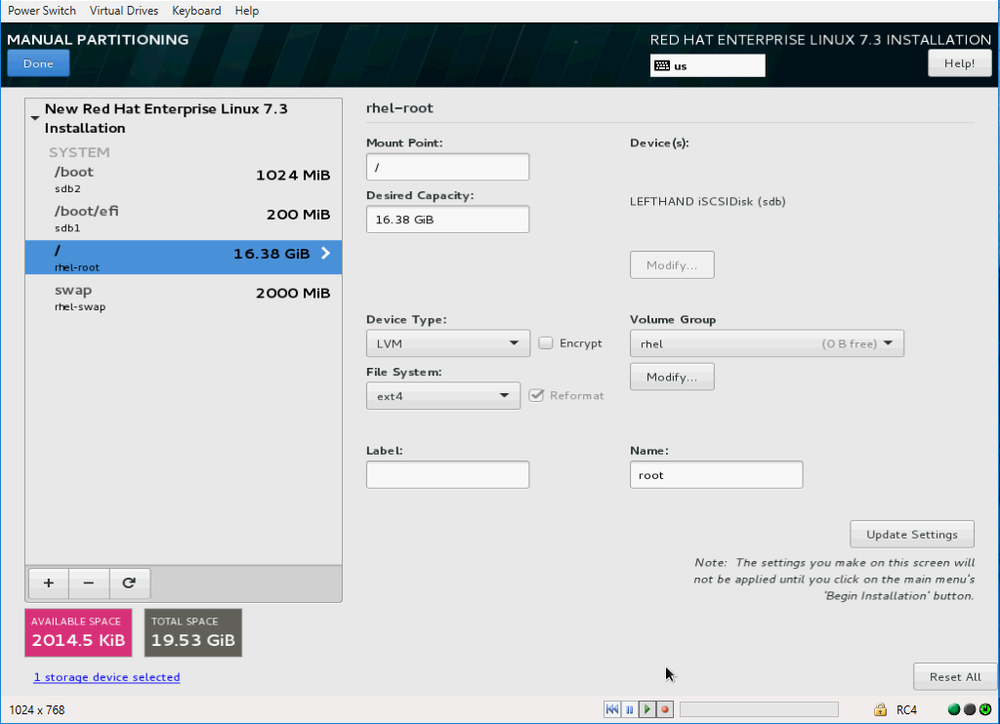 Power Switch Virtual Drives Keyboard Help
MANUAL PARTITIONING
RED HAT ENTERPRISE LINUX 7.3 INSTALLATION
Done
us
Help!
New Red Hat Enterprise Linux 7.3
Installation
SYSTEM
/boot 1024 MiB
sdb2
/boot/efi 200 MiB
sdb1
/ 16.38 GiB
rhel-root
swap 2000 MiB
rhel-swap
+ −
AVAILABLE SPACE
2014.5 KiB
TOTAL SPACE
19.53 GiB
1 storage device selected
rhel-root
Mount Point:
/
Desired Capacity:
16.38 GiB
Device(s):
LEFTHAND iSCSIDisk (sdb)
Modify...
Device Type:
LVM
Encrypt
File System:
ext4
Reformat
Volume Group
rhel (0 B free)
Modify...
Label:
Name:
root
Update Settings
Note: The settings you make on this screen will
not be applied until you click on the main menu's
'Begin Installation' button.
Reset All
1024 x 768
RC4